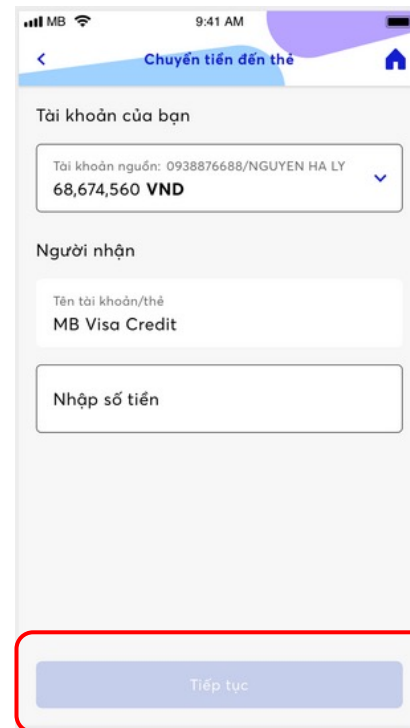 MB 9:41 AM
Chuyển tiền đến thẻ
Tài khoản của bạn
Tài khoản nguồn: 0938876688/NGUYEN HA LY
68,674,560 VND
Người nhận
Tên tài khoản/thẻ
MB Visa Credit
Nhập số tiền
Tiếp tục